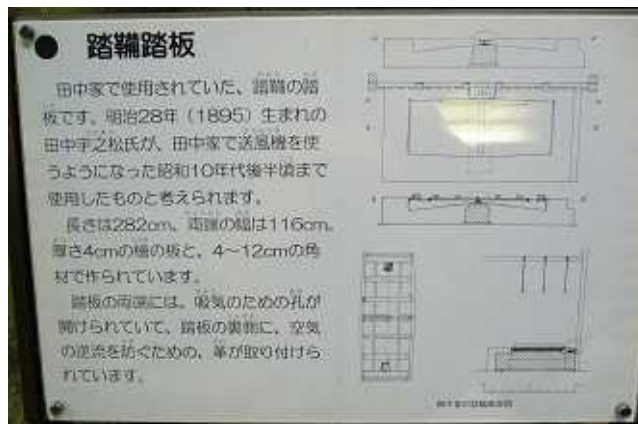 ● 踏鞴踏板
田中家で使用されていた、踏鞴の踏
板です。明治28年（1895）生まれの
田中宇之松氏が、田中家で送風機を使
うようになった昭和10年代後半頃まで
使用したものと考えられます。
長さは282cm、両端の幅は116cm、
厚さ4cmの檜の板と、4～12cmの角
材で作られています。
踏板の両端には、吸気のための孔が
開けられていて、踏板の裏側に、空気
の逆流を防ぐための、革が取り付けら
れています。